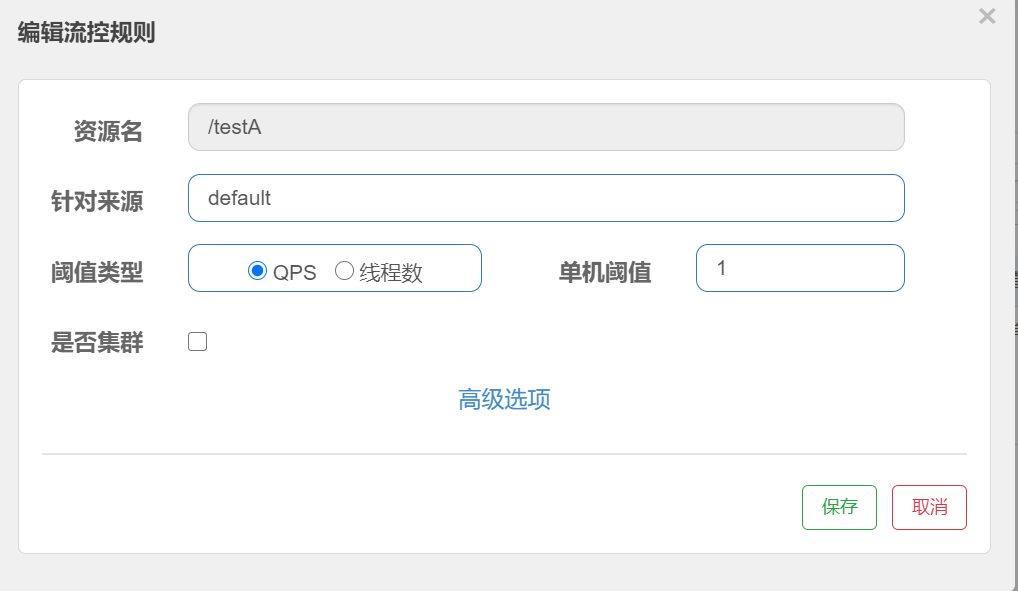 编辑流控规则
×
资源名 /testA
针对来源 default
阈值类型 QPS 线程数 单机阈值 1
是否集群
高级选项
保存 取消